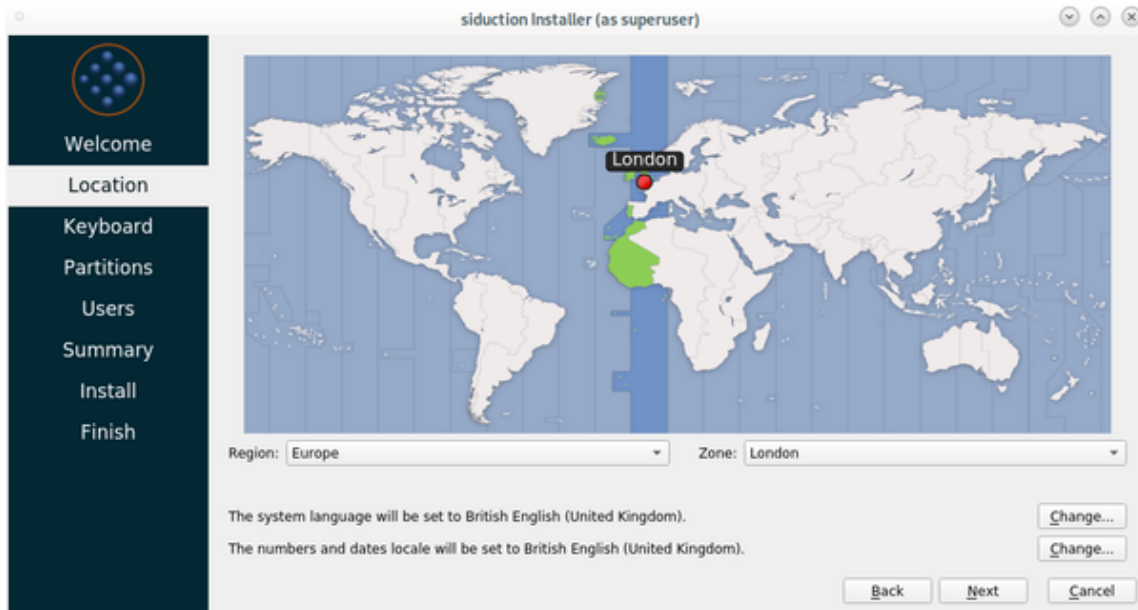 siduction Installer (as superuser)
Welcome
Location
Keyboard
Partitions
Users
Summary
Install
Finish
London
Region: Europe Zone: London
The system language will be set to British English (United Kingdom). Change...
The numbers and dates locale will be set to British English (United Kingdom). Change...
Back Next Cancel